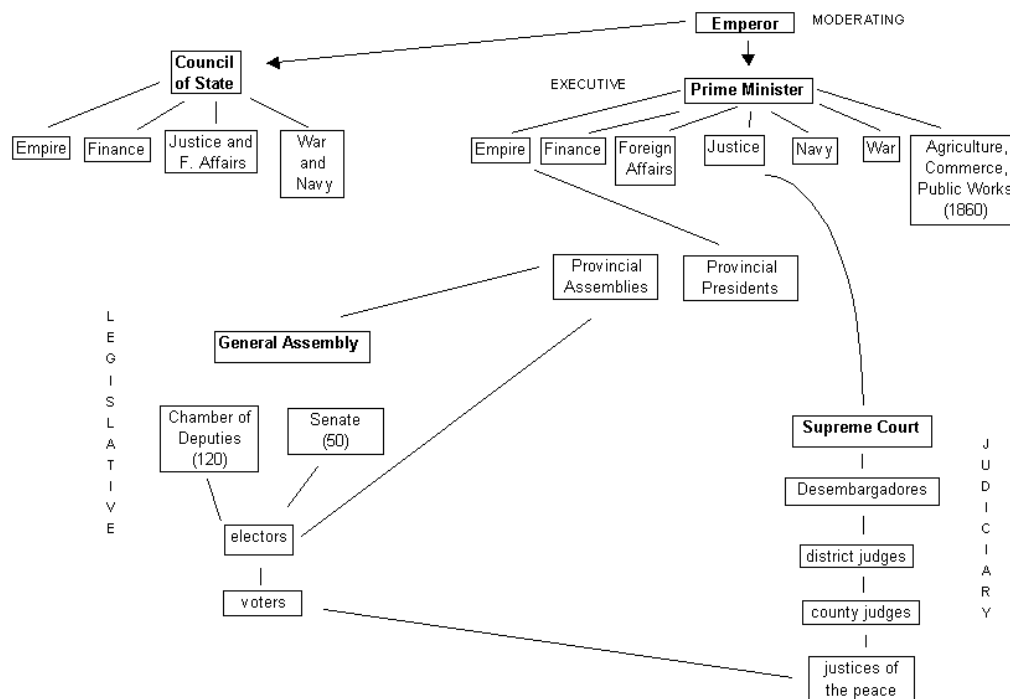 Emperor
MODERATING
Council
of State
EXECUTIVE
Prime Minister
Empire
Finance
Justice and
F. Affairs
War
and
Navy
Empire
Finance
Foreign
Affairs
Justice
Navy
War
Agriculture,
Commerce,
Public Works
(1860)
Provincial
Assemblies
Provincial
Presidents
LEGISLATIVE
General Assembly
Chamber of
Deputies
(120)
Senate
(50)
electors
voters
Supreme Court
JUDICIARY
Desembargadores
district judges
county judges
justices of
the peace